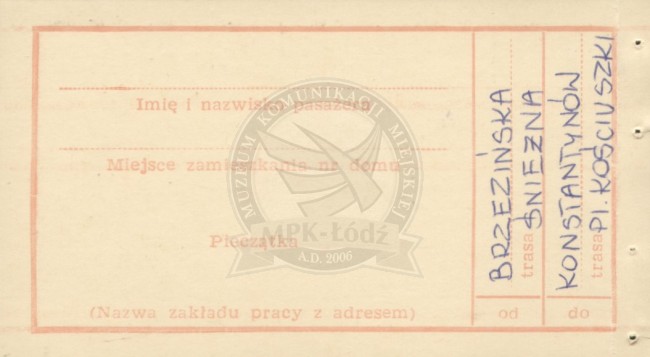 Imię i nazwisko pasażera
Miejsce zamieszkania nr domu
Pieczątka
(Nazwa zakładu pracy z adresem)
BRZEZIŃSKA
ŚNIEŻNA
trasa
od
KONSTANTYNÓW
Pl. KOŚCIUSZKI
trasa
do
MUZEUM KOMUNIKACJI MIEJSKIEJ
MPK-Łódź
A.D. 2006